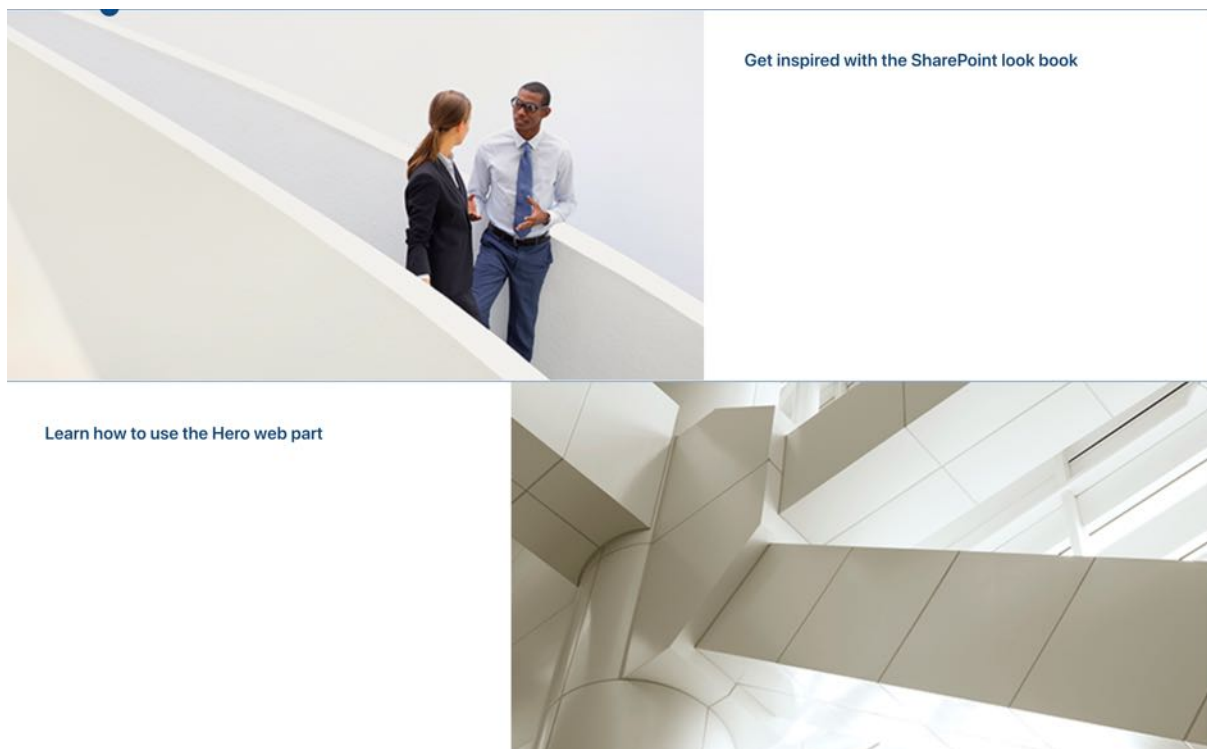 Get inspired with the SharePoint look book
Learn how to use the Hero web part